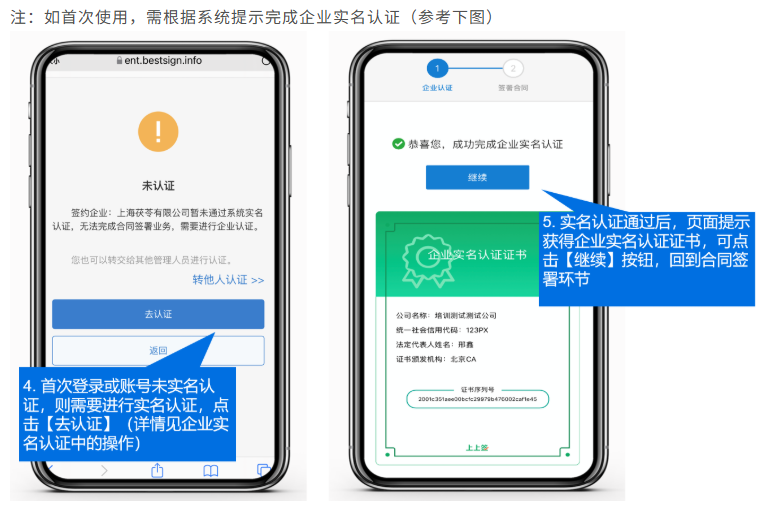 注：如首次使用，需根据系统提示完成企业实名认证（参考下图）
ent.bestsign.info
未认证
签约企业：上海茯苓有限公司暂未通过系统实名
认证，无法完成合同签署业务，需要进行企业认证。
您也可以转交给其他管理人员进行认证。
转他人认证 >>
去认证
返回
4. 首次登录或账号未实名认
证，则需要进行实名认证，点
击【去认证】（详情见企业实
名认证中的操作）
1
2
企业认证
签署合同
恭喜您，成功完成企业实名认证
继续
5. 实名认证通过后，页面提示
获得企业实名认证证书，可点
击【继续】按钮，回到合同签
署环节
企业实名认证证书
公司名称：培训测试测试公司
统一社会信用代码：123PX
法定代表人姓名：邢鑫
证书颁发机构：北京CA
证书序列号
上上签